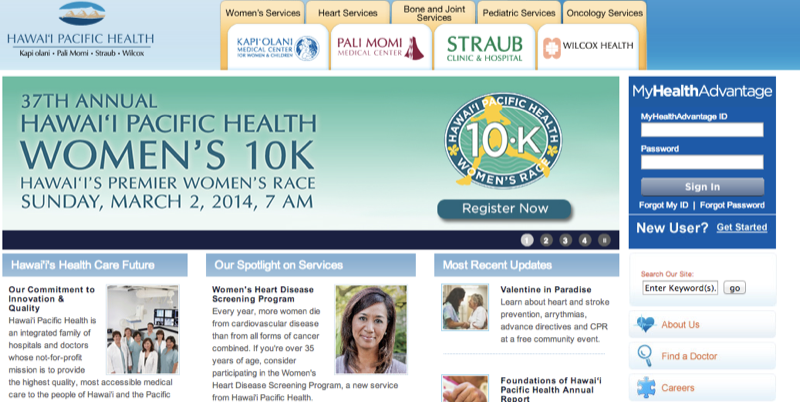 HAWAI'I PACIFIC HEALTH
Kapi olani • Pali Momi • Straub • Wilcox
Women's Services
Heart Services
Bone and Joint
Services
Pediatric Services
Oncology Services
KAPI'OLANI
MEDICAL CENTER
FOR WOMEN & CHILDREN
PALI MOMI
MEDICAL CENTER
STRAUB
CLINIC & HOSPITAL
WILCOX HEALTH
37TH ANNUAL
HAWAI'I PACIFIC HEALTH
WOMEN'S 10K
HAWAI'I'S PREMIER WOMEN'S RACE
SUNDAY, MARCH 2, 2014, 7 AM
HAWAI'I PACIFIC HEALTH
10·K
WOMEN'S RACE
Register Now
1 2 3 4
MyHealthAdvantage
MyHealthAdvantage ID
Password
Sign In
Forgot My ID | Forgot Password
New User? Get Started
Hawai'i's Health Care Future
Our Commitment to
Innovation &
Quality
Hawai'i Pacific Health is
an integrated family of
hospitals and doctors
whose not-for-profit
mission is to provide
the highest quality, most accessible medical
care to the people of Hawai'i and the Pacific
Our Spotlight on Services
Women's Heart Disease
Screening Program
Every year, more women die
from cardiovascular disease
than from all forms of cancer
combined. If you're over 35
years of age, consider
participating in the Women's
Heart Disease Screening Program, a new service
from Hawai'i Pacific Health.
Most Recent Updates
Valentine in Paradise
Learn about heart and stroke
prevention, arrythmias,
advance directives and CPR
at a free community event.
Foundations of Hawai'i
Pacific Health Annual
Report
Search Our Site:
Enter Keyword(s).
go
About Us
Find a Doctor
Careers